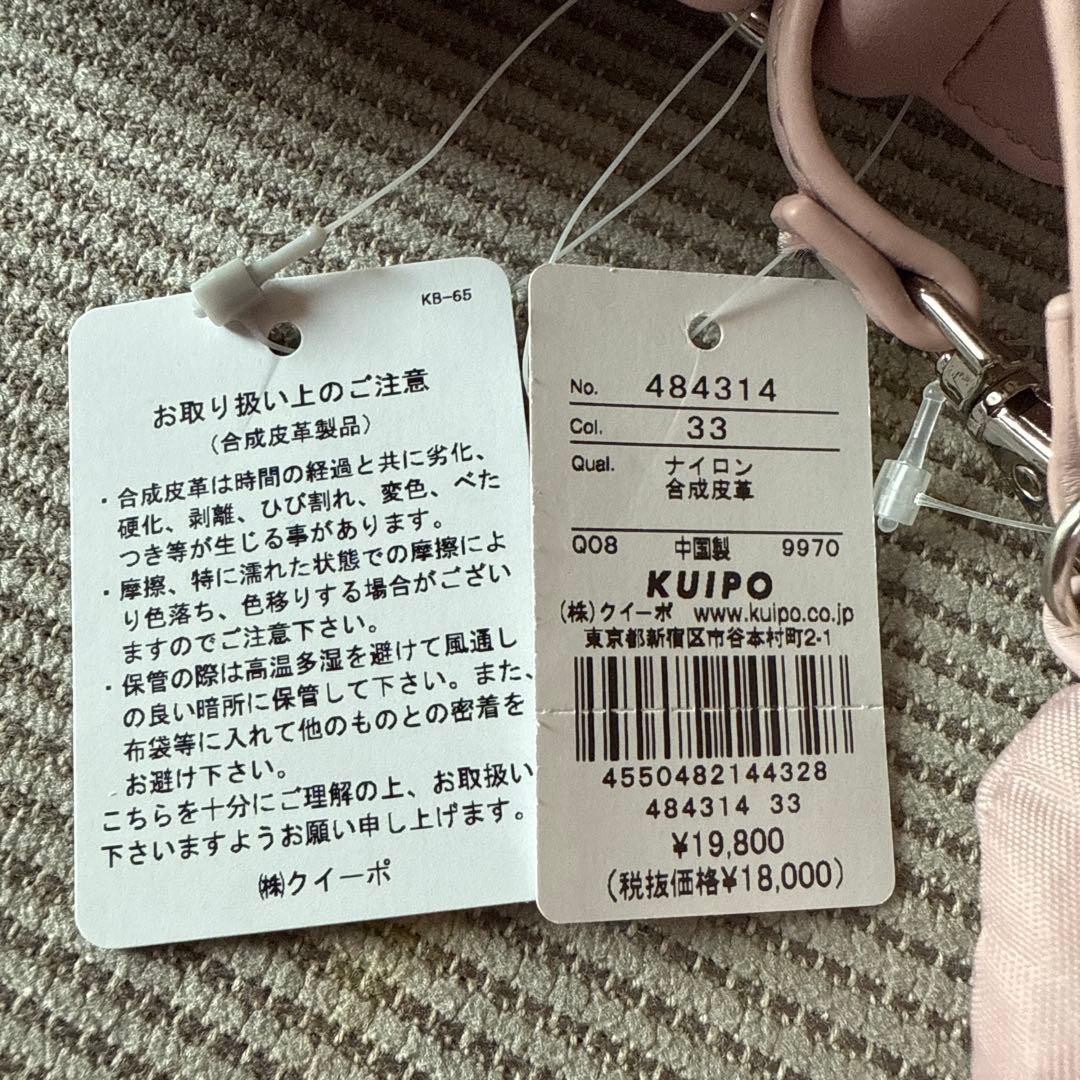 KB-65
お取り扱い上のご注意
(合成皮革製品)
・合成皮革は時間の経過と共に劣化、
硬化、剥離、ひび割れ、変色、べた
つき等が生じる事があります。
・摩擦、特に濡れた状態での摩擦によ
り色落ち、色移りする場合がござい
ますのでご注意下さい。
・保管の際は高温多湿を避けて風通し
の良い暗所に保管して下さい。また、
布袋等に入れて他のものとの密着を
お避け下さい。
こちらを十分にご理解の上、お取扱い
下さいますようお願い申し上げます。
㈱クイーポ
No. 484314
Col. 33
Qual. ナイロン
合成皮革
Q08 中国製 9970
KUIPO
(株)クイーポ www.kuipo.co.jp
東京都新宿区市谷本村町2-1
4550482144328
484314 33
¥19,800
(税抜価格¥18,000)